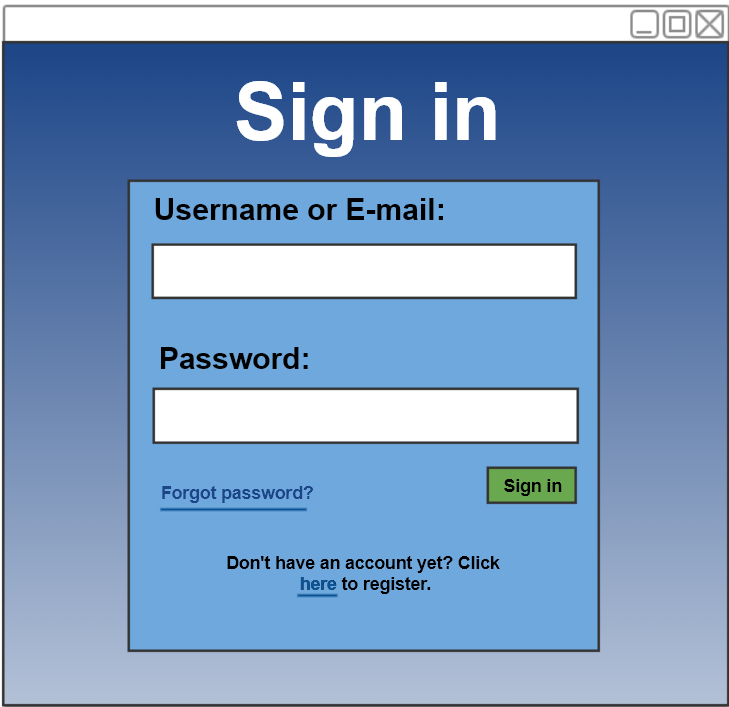 Sign in
Username or E-mail:
Password:
Forgot password?
Sign in
Don't have an account yet? Click
here to register.